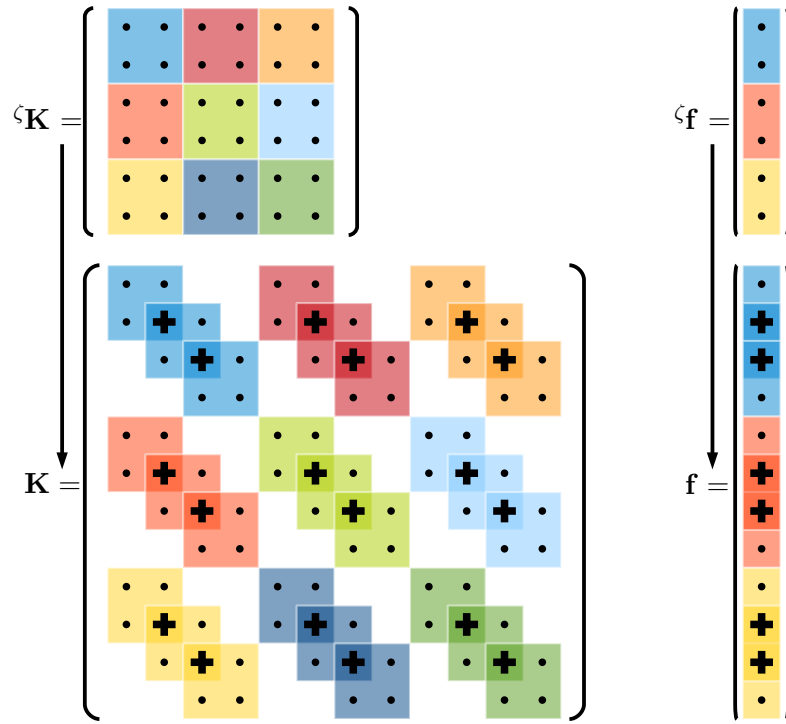 ζK =
ζf =
K =
f =